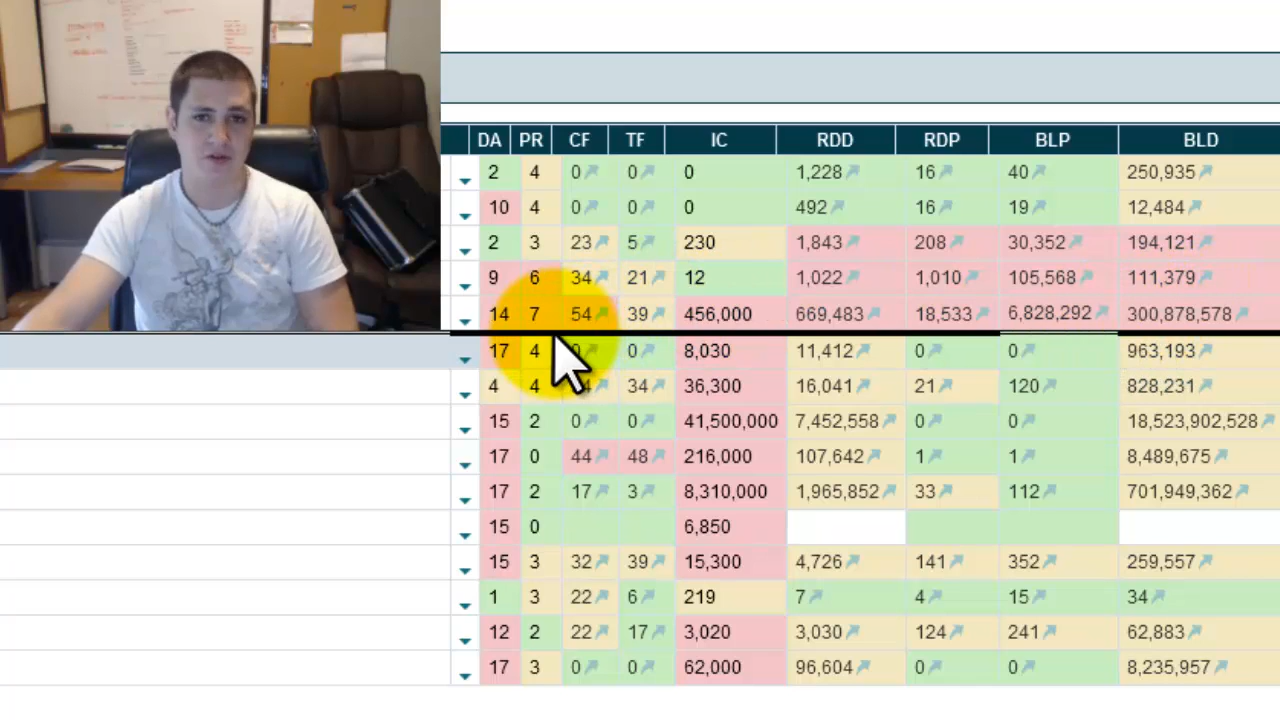 DA PR CF TF IC RDD RDP BLP BLD
2 4 0 0 0 1,228 16 40 250,935
10 4 0 0 0 492 16 19 12,484
2 3 23 5 230 1,843 208 30,352 194,121
9 6 34 21 12 1,022 1,010 105,568 111,379
14 7 54 39 456,000 669,483 18,533 6,828,292 300,878,578
17 4 0 8,030 11,412 0 0 963,193
4 4 34 36,300 16,041 21 120 828,231
15 2 0 0 41,500,000 7,452,558 0 0 18,523,902,528
17 0 44 48 216,000 107,642 1 1 8,489,675
17 2 17 3 8,310,000 1,965,852 33 112 701,949,362
15 0 6,850
15 3 32 39 15,300 4,726 141 352 259,557
1 3 22 6 219 7 4 15 34
12 2 22 17 3,020 3,030 124 241 62,883
17 3 0 0 62,000 96,604 0 0 8,235,957